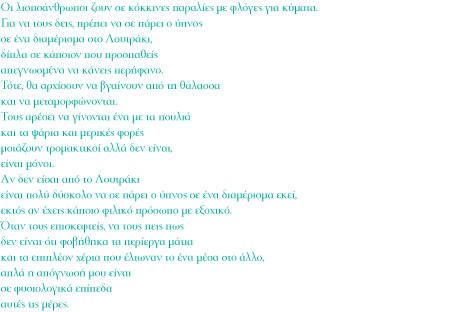 Οι λιοποάνθρωποι ζουν σε κόκκινες παραλίες με φλόγες για κύματα.
Για να τους δεις, πρέπει να σε πάρει ο ύπνος
σε ένα διαμέρισμα στο Λουτράκι,
δίπλα σε κάποιον που προσπαθείς
απεγνωσμένα να κάνεις περήφανο.
Τότε, θα αρχίσουν να βγαίνουν από τη θάλασσα
και να μεταμορφώνονται.
Τους αρέσει να γίνονται ένα με τα πουλιά
και τα ψάρια και μερικές φορές
μοιάζουν τρομακτικοί αλλά δεν είναι,
είναι μόνοι.
Αν δεν είσαι από το Λουτράκι
είναι πολύ δύσκολο να σε πάρει ο ύπνος σε ένα διαμέρισμα εκεί,
εκτός αν έχεις κάποιο φιλικό πρόσωπο με εξοχικό.
Όταν τους επισκεφτείς, να τους πεις πως
δεν είναι ότι φοβήθηκα τα περίεργα μάτια
και τα επιπλέον χέρια που έλιωναν το ένα μέσα στο άλλο,
απλά η απόγνωσή μου είναι
σε φυσιολογικά επίπεδα
αυτές τις μέρες.